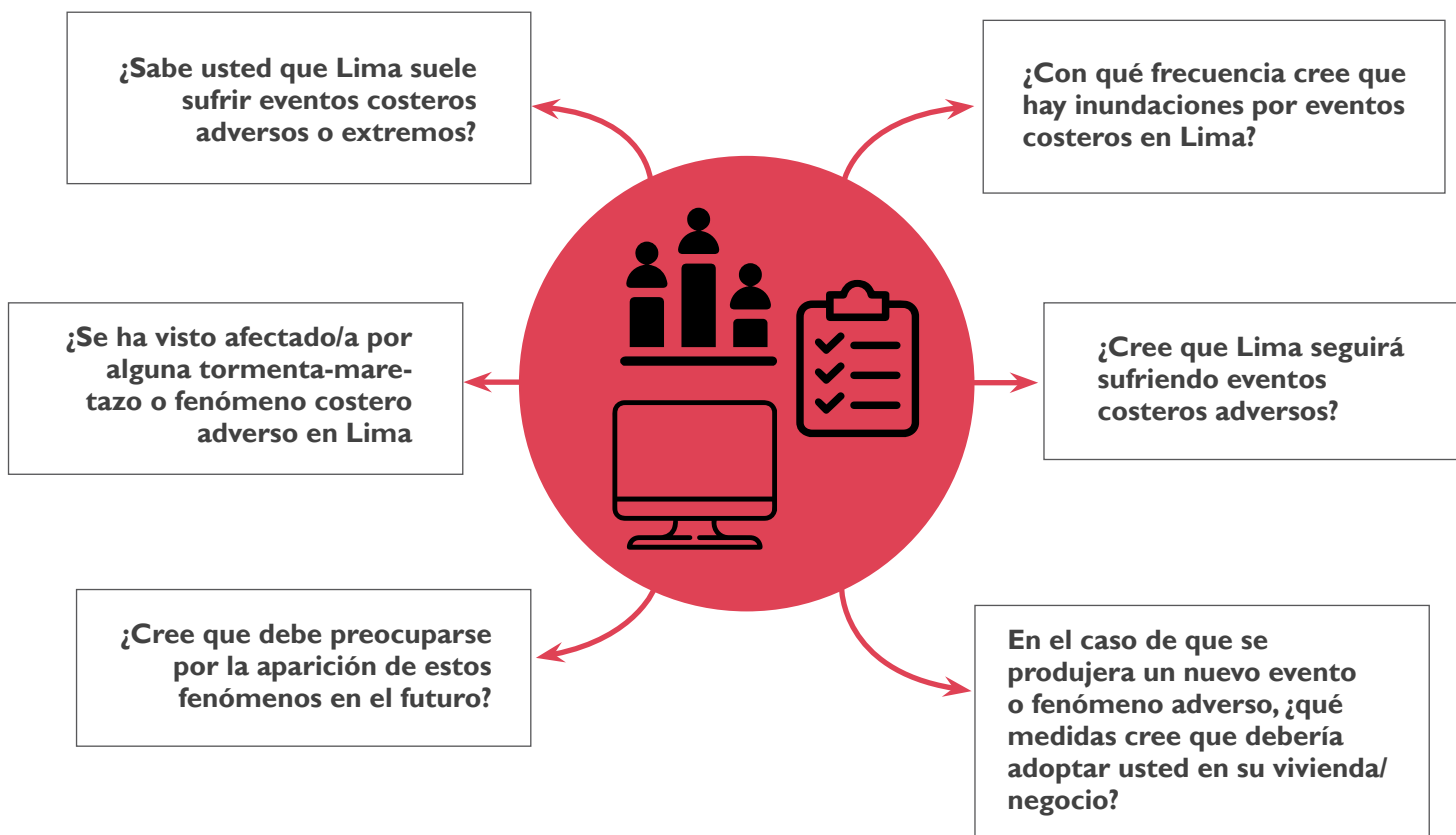 ¿Sabe usted que Lima suele
sufrir eventos costeros
adversos o extremos?
¿Con qué frecuencia cree que
hay inundaciones por eventos
costeros en Lima?
¿Se ha visto afectado/a por
alguna tormenta-mare-
tazo o fenómeno costero
adverso en Lima
¿Cree que Lima seguirá
sufriendo eventos
costeros adversos?
¿Cree que debe preocuparse
por la aparición de estos
fenómenos en el futuro?
En el caso de que se
produjera un nuevo evento
o fenómeno adverso, ¿qué
medidas cree que debería
adoptar usted en su vivienda/
negocio?